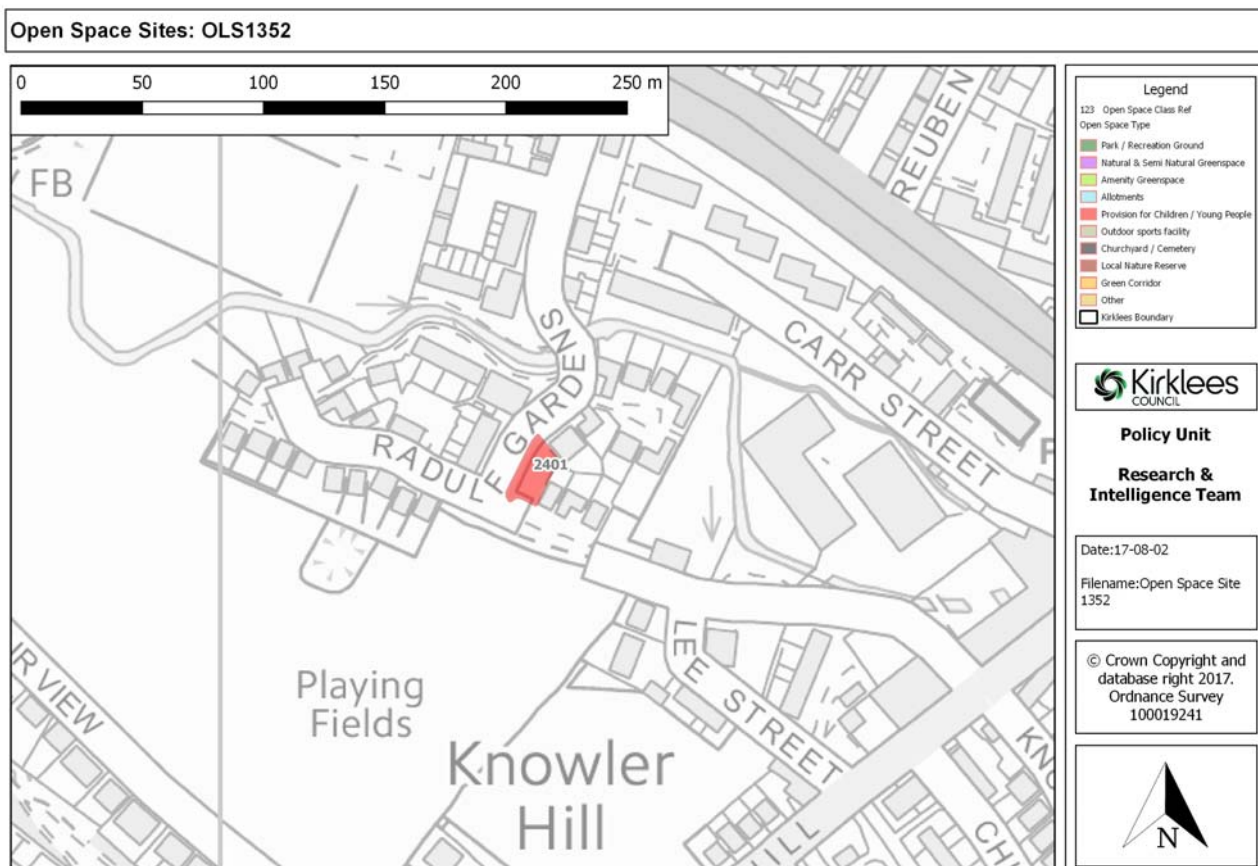 Open Space Sites: OLS1352
0 50 100 150 200 250 m
FB
REUBEN
CARR STREET
RADULF GARDENS
2401
LEE STREET
VIEW
Playing
Fields
Knowler
Hill
HILL
Legend
123 Open Space Class Ref
Open Space Type
Park / Recreation Ground
Natural & Semi Natural Greenspace
Amenity Greenspace
Allotments
Provision for Children / Young People
Outdoor sports facility
Churchyard / Cemetery
Local Nature Reserve
Green Corridor
Other
Kirklees Boundary
Kirklees
COUNCIL
Policy Unit
Research &
Intelligence Team
Date:17-08-02
Filename:Open Space Site
1352
© Crown Copyright and
database right 2017.
Ordnance Survey
100019241
N